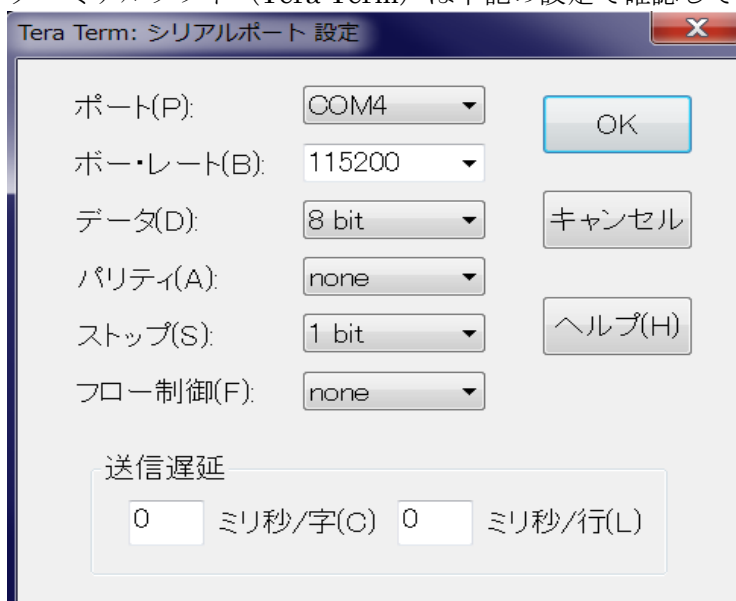 Tera Term: シリアルポート 設定
X
ポート(P): COM4
OK
ボー・レート(B): 115200
データ(D): 8 bit
キャンセル
パリティ(A): none
ストップ(S): 1 bit
ヘルプ(H)
フロー制御(F): none
送信遅延
0 ミリ秒/字(C) 0 ミリ秒/行(L)